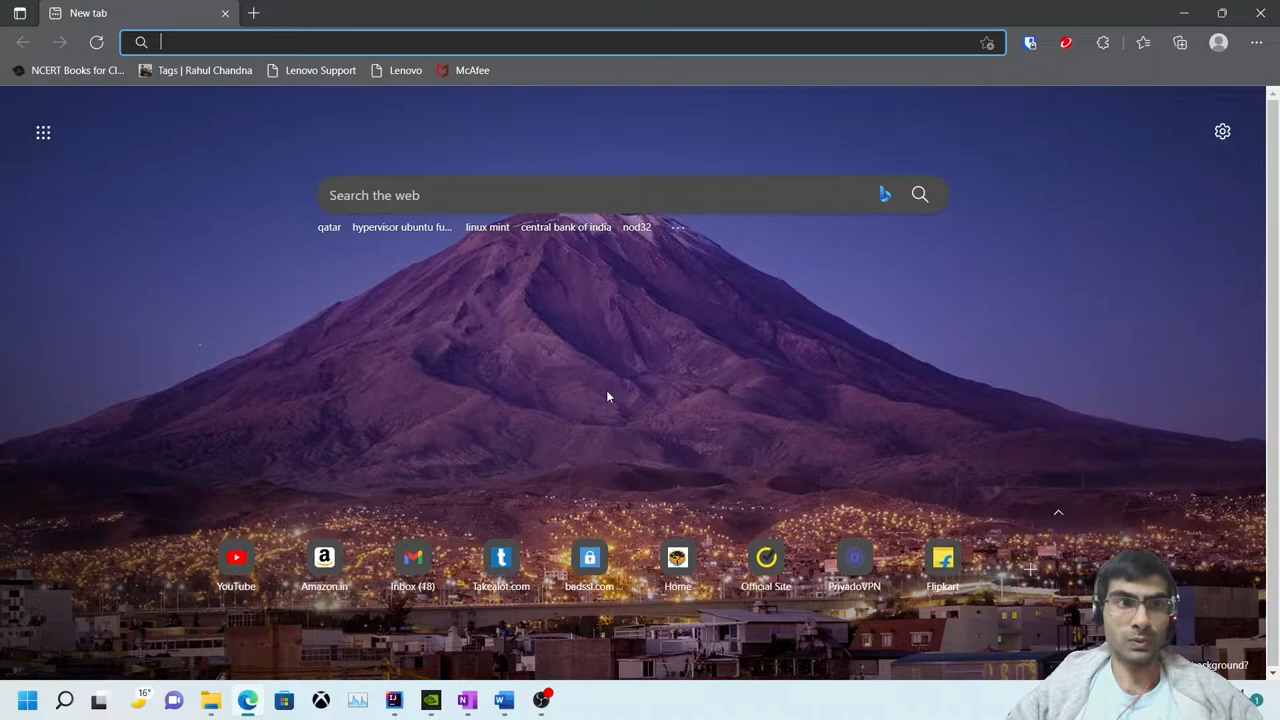 New tab
NCERT Books for Cl...
Tags | Rahul Chandna
Lenovo Support
Lenovo
McAfee
Search the web
qatar
hypervisor ubuntu fu...
linux mint
central bank of india
nod32
...
YouTube
Amazon.in
Inbox (48)
Takealot.com
badssl.com
Home
Official Site
PrivadoVPN
Flipkart
background?
16°
1